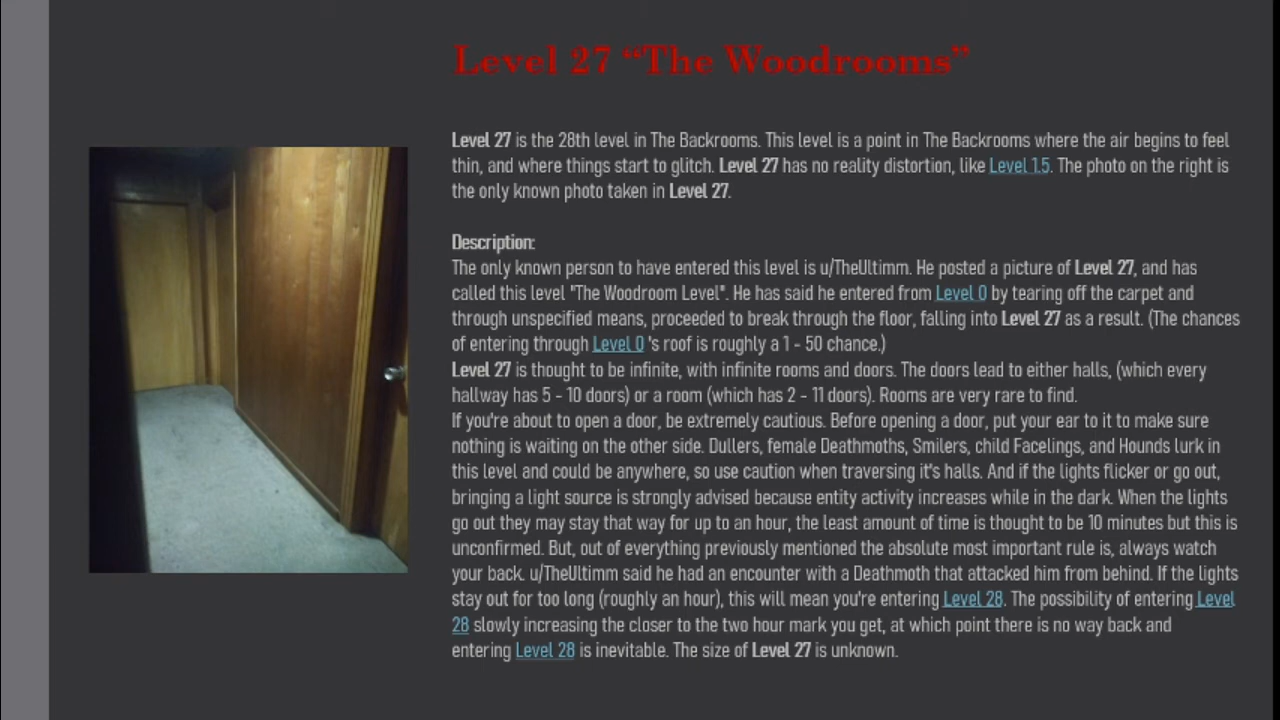 Level 27 “The Woodrooms”
Level 27 is the 28th level in The Backrooms. This level is a point in The Backrooms where the air begins to feel
thin, and where things start to glitch. Level 27 has no reality distortion, like Level 1.5. The photo on the right is
the only known photo taken in Level 27.
Description:
The only known person to have entered this level is u/TheUltimm. He posted a picture of Level 27, and has
called this level "The Woodroom Level". He has said he entered from Level 0 by tearing off the carpet and
through unspecified means, proceeded to break through the floor, falling into Level 27 as a result. (The chances
of entering through Level 0 's roof is roughly a 1 - 50 chance.)
Level 27 is thought to be infinite, with infinite rooms and doors. The doors lead to either halls, (which every
hallway has 5 - 10 doors) or a room (which has 2 - 11 doors). Rooms are very rare to find.
If you're about to open a door, be extremely cautious. Before opening a door, put your ear to it to make sure
nothing is waiting on the other side. Dullers, female Deathmoths, Smilers, child Facelings, and Hounds lurk in
this level and could be anywhere, so use caution when traversing it's halls. And if the lights flicker or go out,
bringing a light source is strongly advised because entity activity increases while in the dark. When the lights
go out they may stay that way for up to an hour, the least amount of time is thought to be 10 minutes but this is
unconfirmed. But, out of everything previously mentioned the absolute most important rule is, always watch
your back. u/TheUltimm said he had an encounter with a Deathmoth that attacked him from behind. If the lights
stay out for too long (roughly an hour), this will mean you're entering Level 28. The possibility of entering Level
28 slowly increasing the closer to the two hour mark you get, at which point there is no way back and
entering Level 28 is inevitable. The size of Level 27 is unknown.